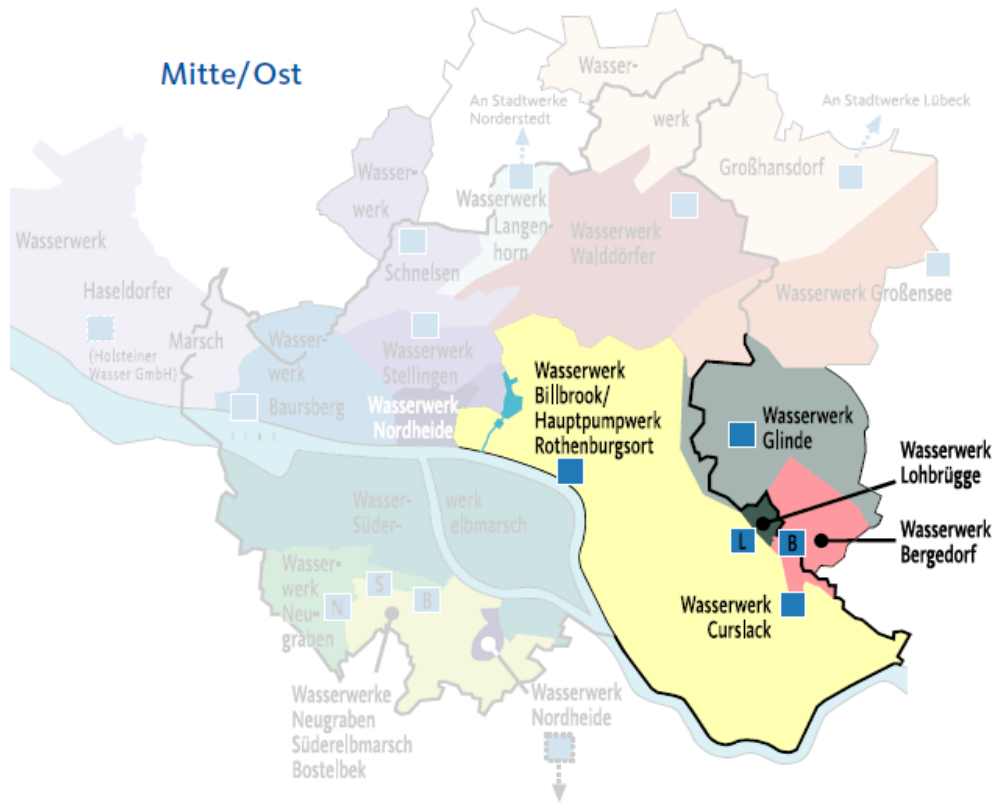 Mitte/Ost
Wasser-
werk
An Stadtwerke
Norderstedt
An Stadtwerke Lübeck
Großhansdorf
Wasser-
werk
Wasserwerk
Langen-
horn
Wasserwerk
Walddörfer
Wasserwerk
Schnelsen
Haseldorfer
Marsch
(Holsteiner
Wasser GmbH)
Wasserwerk Großensee
Wasser-
werk
Baursberg
Wasserwerk
Stellingen
Wasserwerk
Nordheide
ELBE
Wasserwerk
Billbrook/
Hauptpumpwerk
Rothenburgsort
Wasserwerk
Glinde
Wasserwerk
Lohbrügge
Wasserwerk
Bergedorf
L
B
Wasserwerk
Curslack
Wasser-
Süder-
werk
elbmarsch
Wasser-
werk
Neu-
graben
N
S
B
Wasserwerke
Neugraben
Süderelbmarsch
Bostelbek
Wasserwerk
Nordheide